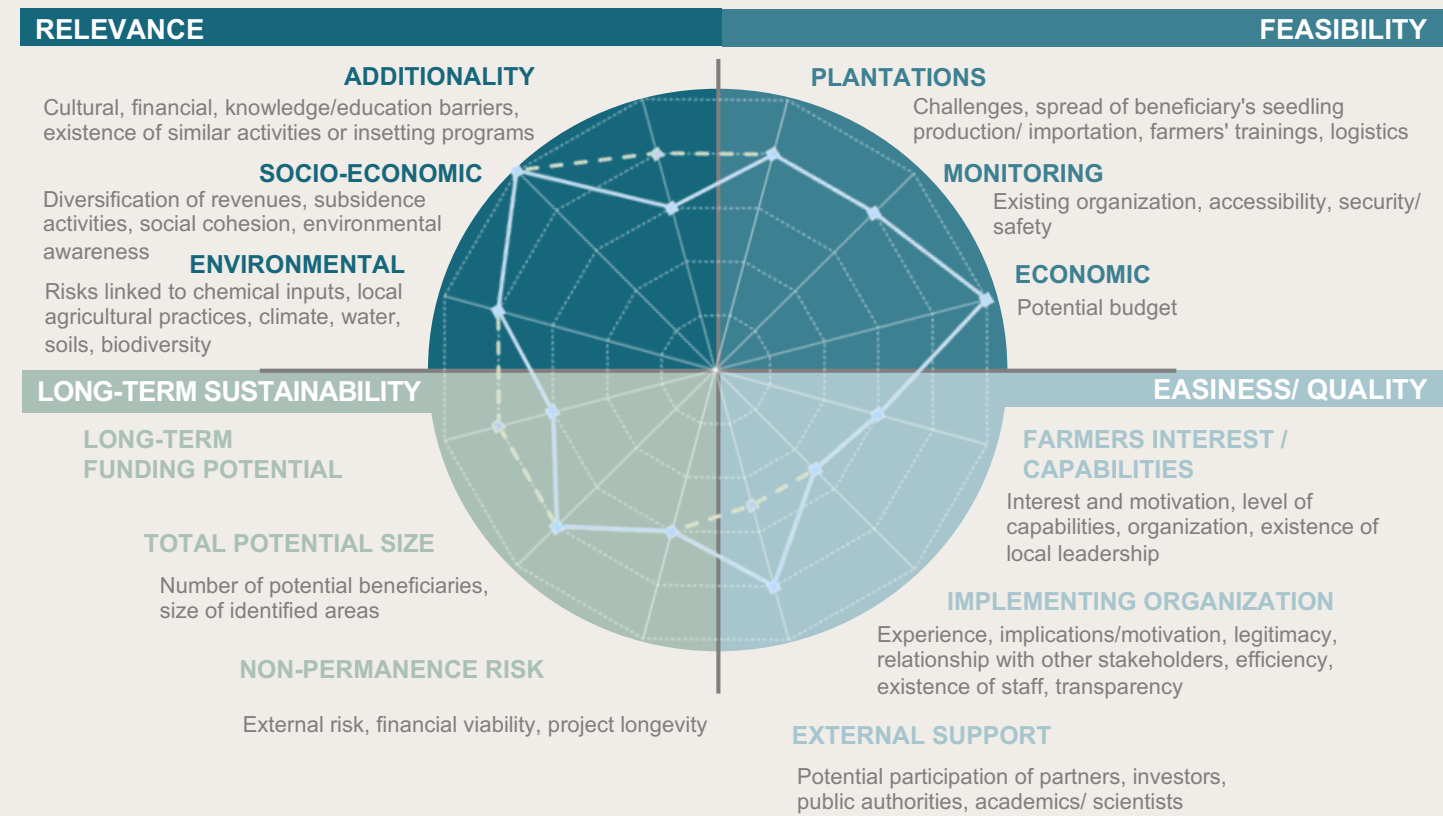 RELEVANCE
FEASIBILITY
ADDITIONALITY
Cultural, financial, knowledge/education barriers,
existence of similar activities or insetting programs
SOCIO-ECONOMIC
Diversification of revenues, subsidence
activities, social cohesion, environmental
awareness
ENVIRONMENTAL
Risks linked to chemical inputs, local
agricultural practices, climate, water,
soils, biodiversity
PLANTATIONS
Challenges, spread of beneficiary's seedling
production/ importation, farmers' trainings, logistics
MONITORING
Existing organization, accessibility, security/
safety
ECONOMIC
Potential budget
LONG-TERM SUSTAINABILITY
EASINESS/ QUALITY
LONG-TERM
FUNDING POTENTIAL
TOTAL POTENTIAL SIZE
Number of potential beneficiaries,
size of identified areas
NON-PERMANENCE RISK
External risk, financial viability, project longevity
FARMERS INTEREST /
CAPABILITIES
Interest and motivation, level of
capabilities, organization, existence of
local leadership
IMPLEMENTING ORGANIZATION
Experience, implications/motivation, legitimacy,
relationship with other stakeholders, efficiency,
existence of staff, transparency
EXTERNAL SUPPORT
Potential participation of partners, investors,
public authorities, academics/ scientists